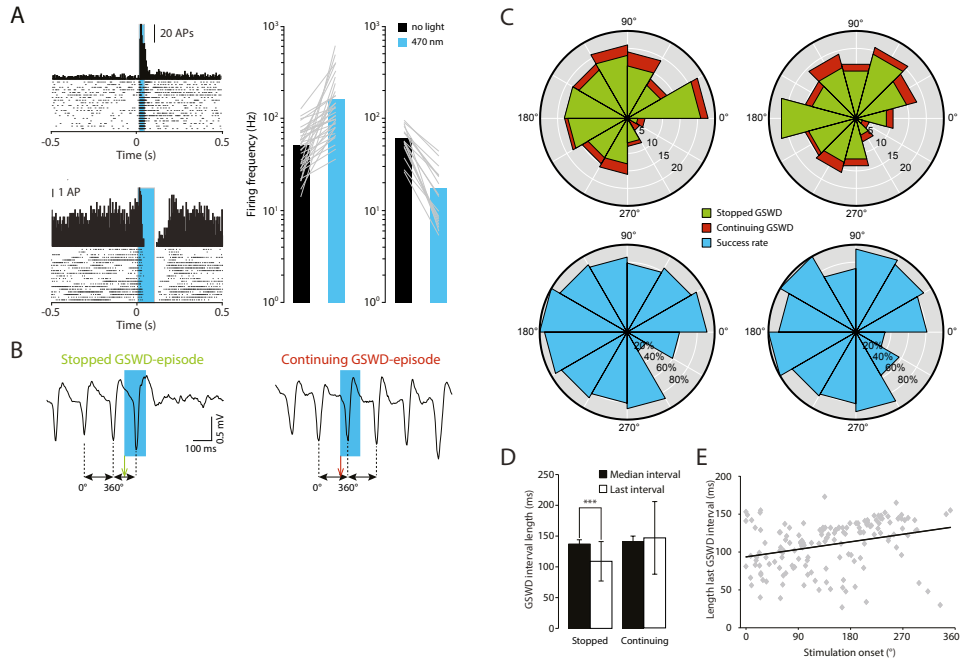 A
20 APs
-0.5
0
0.5
Time (s)
1 AP
-0.5
0
0.5
Time (s)
Firing frequency (Hz)
10³
10²
10¹
10⁰
10³
10²
10¹
10⁰
no light
470 nm
B
Stopped GSWD-episode
Continuing GSWD-episode
0.5 mV
100 ms
0°
360°
0°
360°
C
90°
180°
0°
270°
5
10
15
20
90°
180°
0°
270°
5
10
15
20
Stopped GSWD
Continuing GSWD
Success rate
90°
180°
0°
270°
20%
40%
60%
80%
90°
180°
0°
270°
20%
40%
60%
80%
D
GSWD interval length (ms)
250
200
150
100
50
0
Median interval
Last interval
***
Stopped
Continuing
E
Length last GSWD interval (ms)
200
150
100
50
0
0
90
180
270
360
Stimulation onset (°)